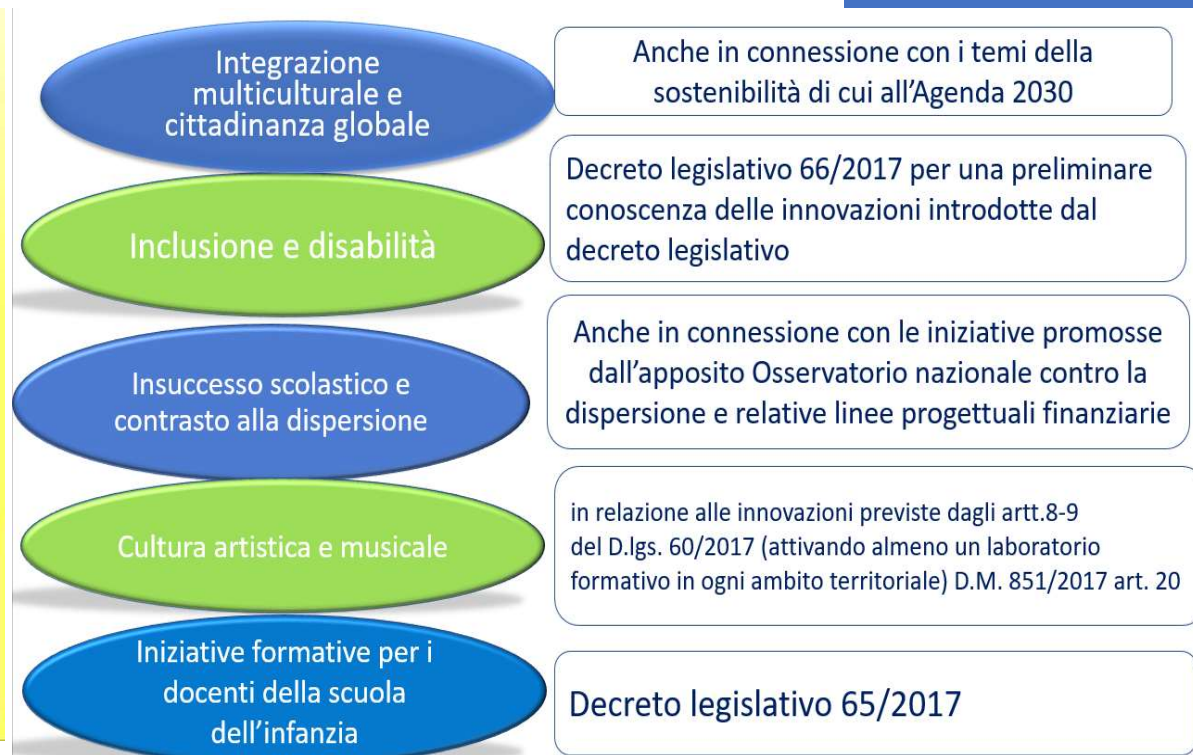 Integrazione
multiculturale e
cittadinanza globale
Anche in connessione con i temi della
sostenibilità di cui all'Agenda 2030
Inclusione e disabilità
Decreto legislativo 66/2017 per una preliminare
conoscenza delle innovazioni introdotte dal
decreto legislativo
Insuccesso scolastico e
contrasto alla dispersione
Anche in connessione con le iniziative promosse
dall'apposito Osservatorio nazionale contro la
dispersione e relative linee progettuali finanziarie
Cultura artistica e musicale
in relazione alle innovazioni previste dagli artt.8-9
del D.lgs. 60/2017 (attivando almeno un laboratorio
formativo in ogni ambito territoriale) D.M. 851/2017 art. 20
Iniziative formative per i
docenti della scuola
dell'infanzia
Decreto legislativo 65/2017